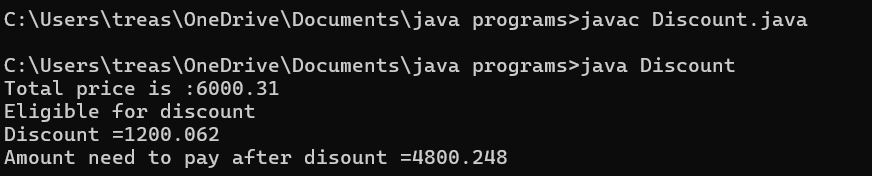 C:\Users\treas\OneDrive\Documents\java programs>javac Discount.java
C:\Users\treas\OneDrive\Documents\java programs>java Discount
Total price is :6000.31
Eligible for discount
Discount =1200.062
Amount need to pay after disount =4800.248